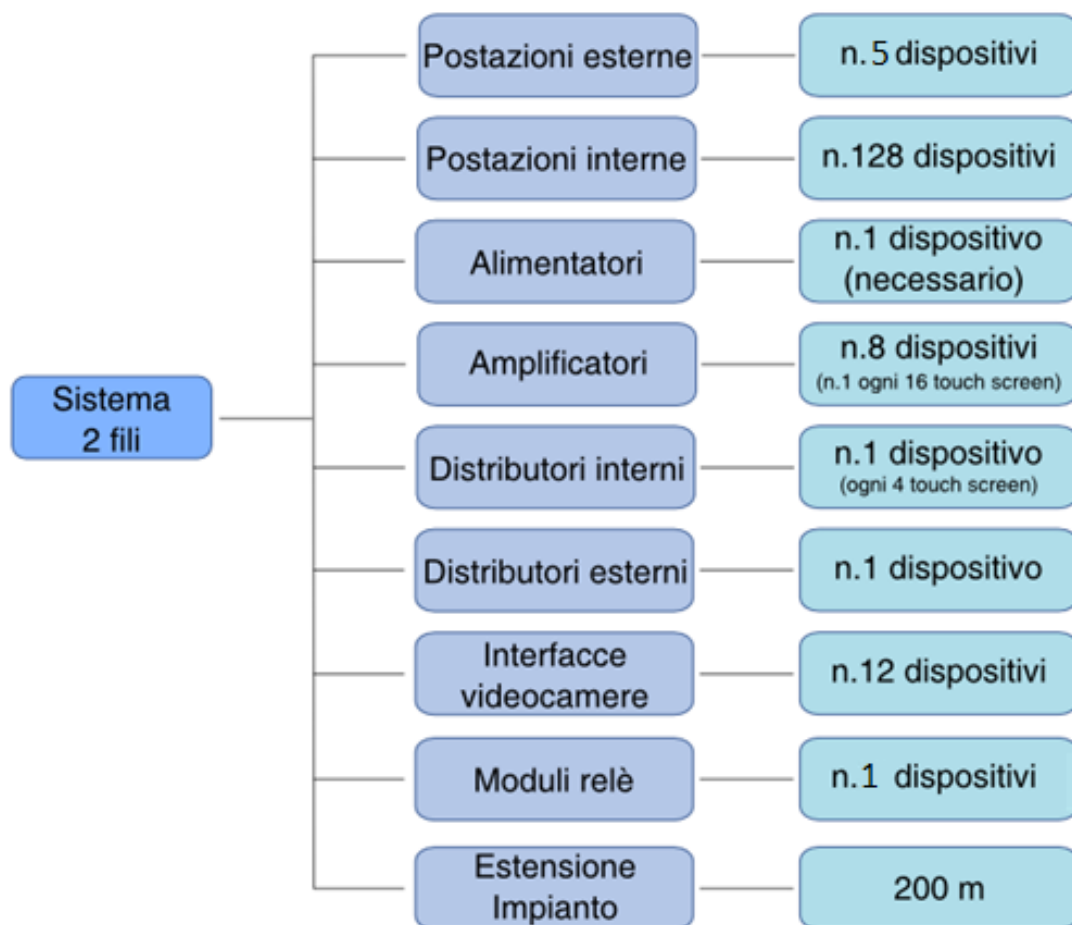 Postazioni esterne
n.5 dispositivi
Postazioni interne
n.128 dispositivi
Alimentatori
n.1 dispositivo
(necessario)
Amplificatori
n.8 dispositivi
(n.1 ogni 16 touch screen)
Sistema
2 fili
Distributori interni
n.1 dispositivo
(ogni 4 touch screen)
Distributori esterni
n.1 dispositivo
Interfacce
videocamere
n.12 dispositivi
Moduli relè
n.1 dispositivi
Estensione
Impianto
200 m